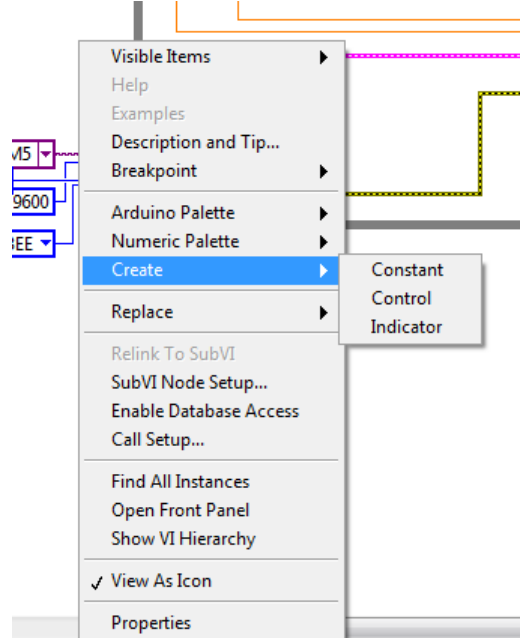 Visible Items
Help
Examples
Description and Tip...
M5
Breakpoint
9600
Arduino Palette
Numeric Palette
BEE
Create
Constant
Control
Indicator
Replace
Relink To SubVI
SubVI Node Setup...
Enable Database Access
Call Setup...
Find All Instances
Open Front Panel
Show VI Hierarchy
View As Icon
Properties